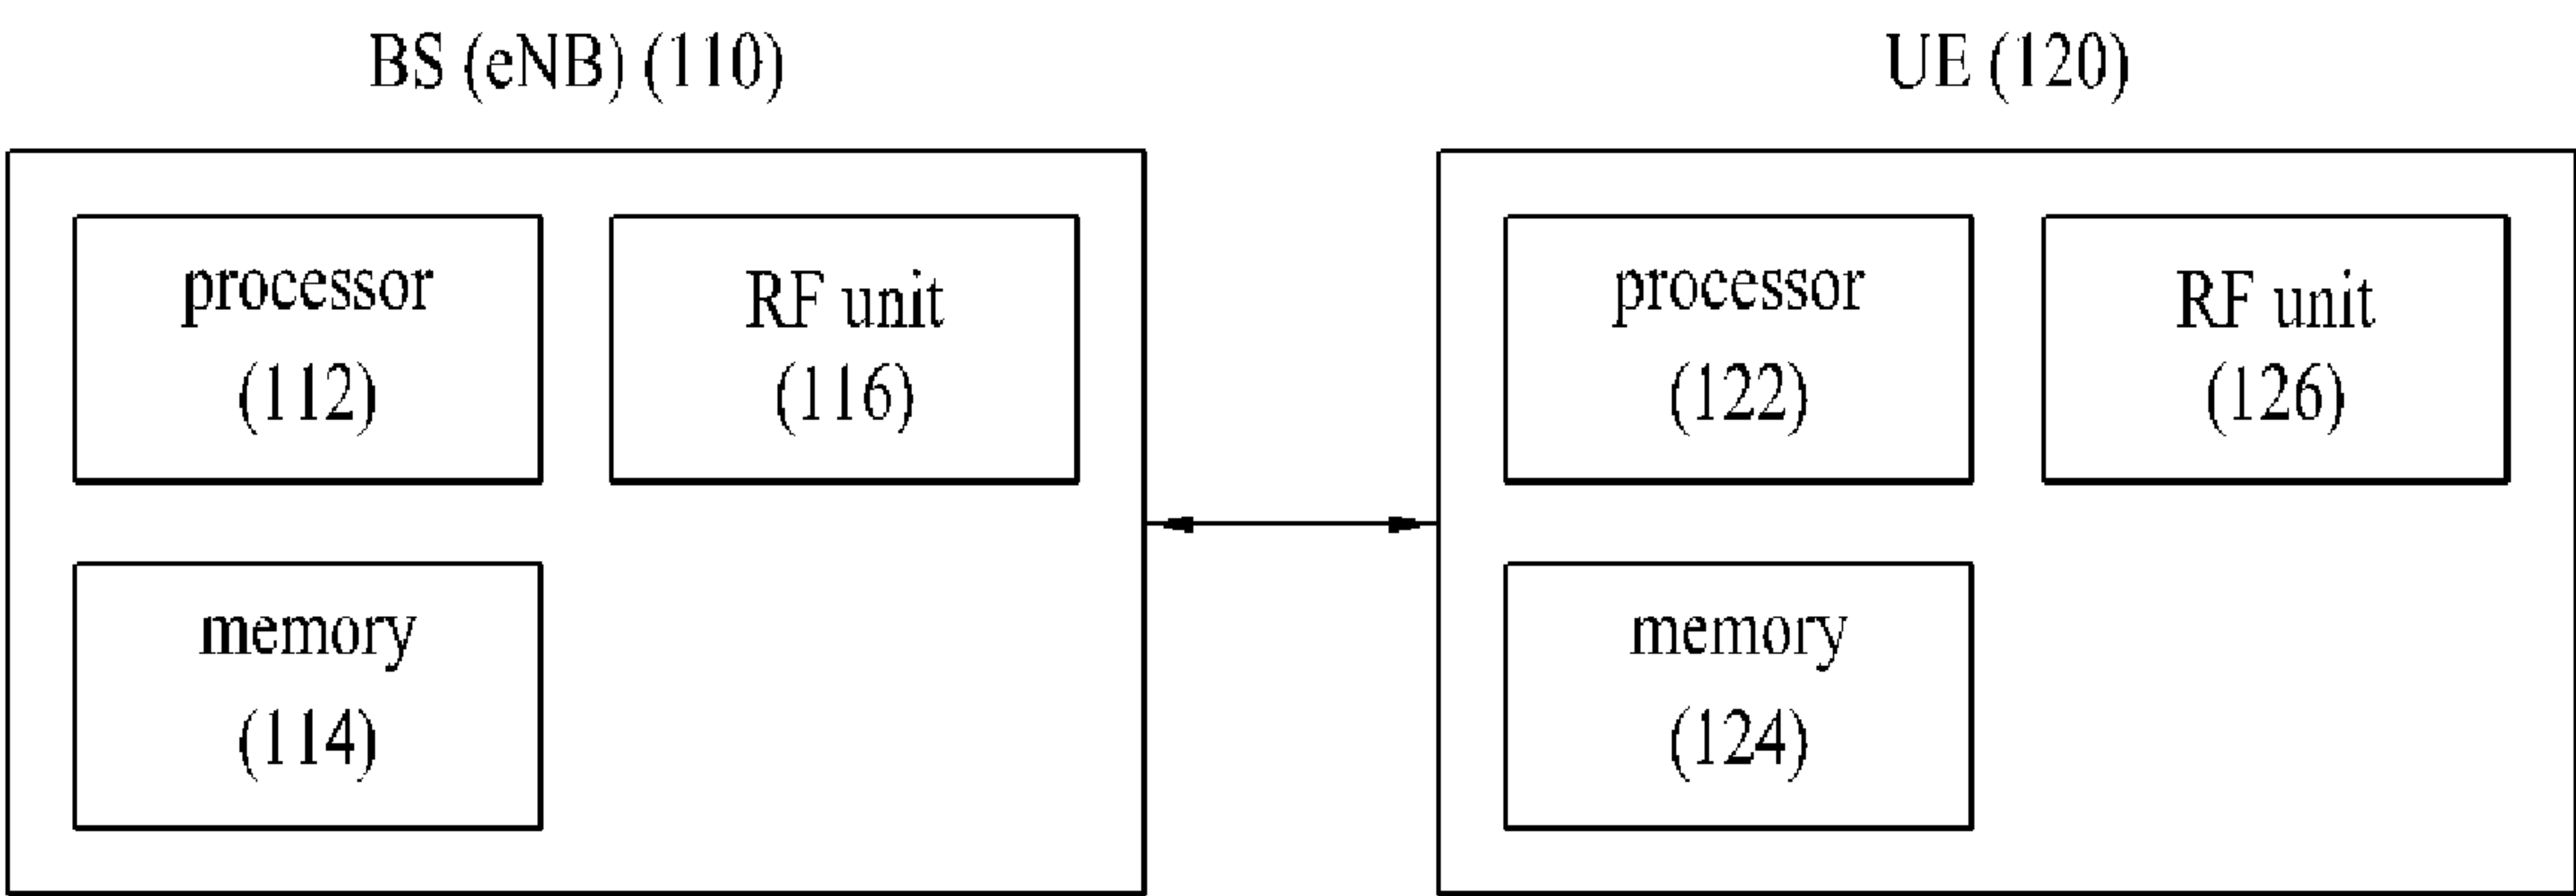 BS (eNB) (110)
processor
(112)
RF unit
(116)
memory
(114)
UE (120)
processor
(122)
RF unit
(126)
memory
(124)